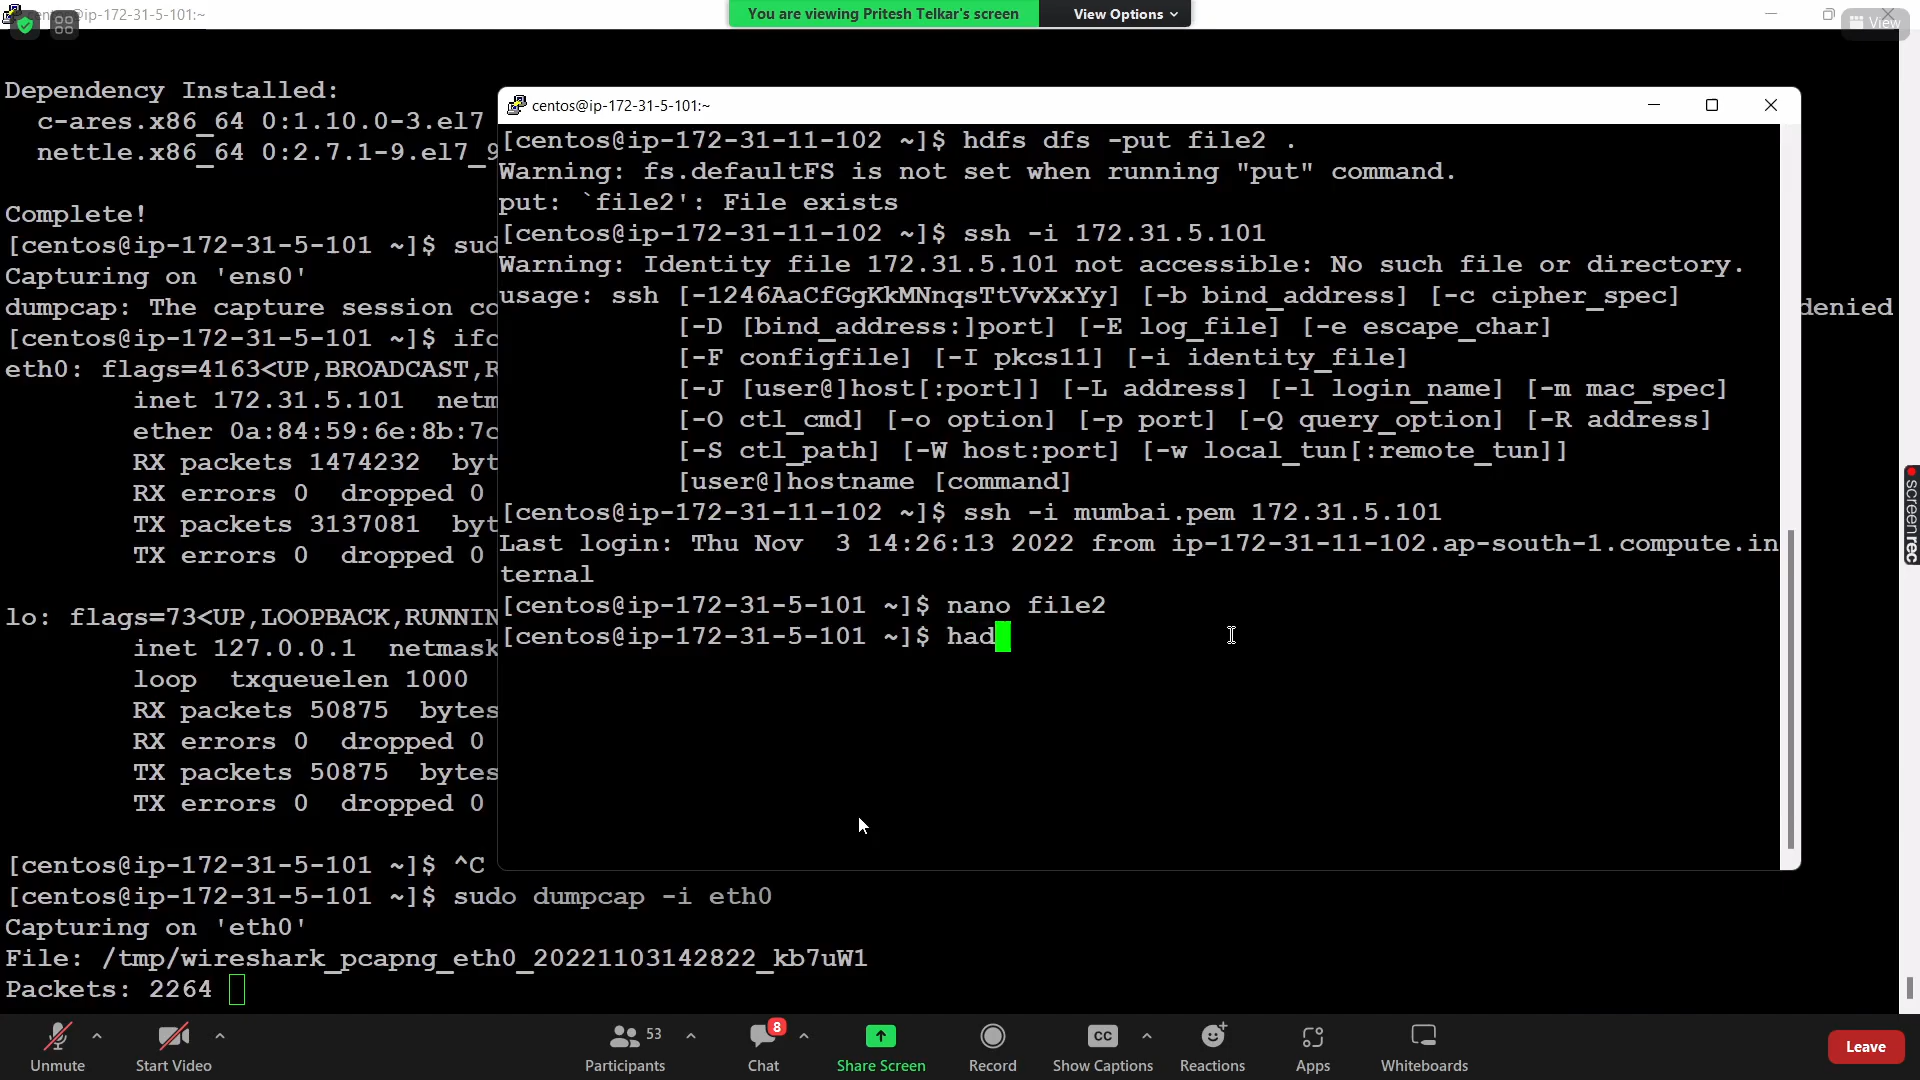 centos@ip-172-31-5-101:~
You are viewing Pritesh Telkar's screen
View Options
View
Dependency Installed:
c-ares.x86_64 0:1.10.0-3.el7
nettle.x86_64 0:2.7.1-9.el7_9
Complete!
[centos@ip-172-31-5-101 ~]$ sud
Capturing on 'ens0'
dumpcap: The capture session co
denied
[centos@ip-172-31-5-101 ~]$ ifc
eth0: flags=4163<UP,BROADCAST,R
inet 172.31.5.101 netm
ether 0a:84:59:6e:8b:7c
RX packets 1474232 byt
RX errors 0 dropped 0
TX packets 3137081 byt
TX errors 0 dropped 0
lo: flags=73<UP,LOOPBACK,RUNNIN
inet 127.0.0.1 netmask
loop txqueuelen 1000
RX packets 50875 bytes
RX errors 0 dropped 0
TX packets 50875 bytes
TX errors 0 dropped 0
[centos@ip-172-31-5-101 ~]$ ^C
[centos@ip-172-31-5-101 ~]$ sudo dumpcap -i eth0
Capturing on 'eth0'
File: /tmp/wireshark_pcapng_eth0_20221103142822_kb7uW1
Packets: 2264
centos@ip-172-31-5-101:~
[centos@ip-172-31-11-102 ~]$ hdfs dfs -put file2 .
Warning: fs.defaultFS is not set when running "put" command.
put: `file2': File exists
[centos@ip-172-31-11-102 ~]$ ssh -i 172.31.5.101
Warning: Identity file 172.31.5.101 not accessible: No such file or directory.
usage: ssh [-1246AaCfGgKkMNnqsTtVvXxYy] [-b bind_address] [-c cipher_spec]
[-D [bind_address:]port] [-E log_file] [-e escape_char]
[-F configfile] [-I pkcs11] [-i identity_file]
[-J [user@]host[:port]] [-L address] [-l login_name] [-m mac_spec]
[-O ctl_cmd] [-o option] [-p port] [-Q query_option] [-R address]
[-S ctl_path] [-W host:port] [-w local_tun[:remote_tun]]
[user@]hostname [command]
[centos@ip-172-31-11-102 ~]$ ssh -i mumbai.pem 172.31.5.101
Last login: Thu Nov  3 14:26:13 2022 from ip-172-31-11-102.ap-south-1.compute.in
ternal
[centos@ip-172-31-5-101 ~]$ nano file2
[centos@ip-172-31-5-101 ~]$ had
screenrec
Unmute
Start Video
53
Participants
8
Chat
Share Screen
Record
CC
Show Captions
Reactions
Apps
Whiteboards
Leave